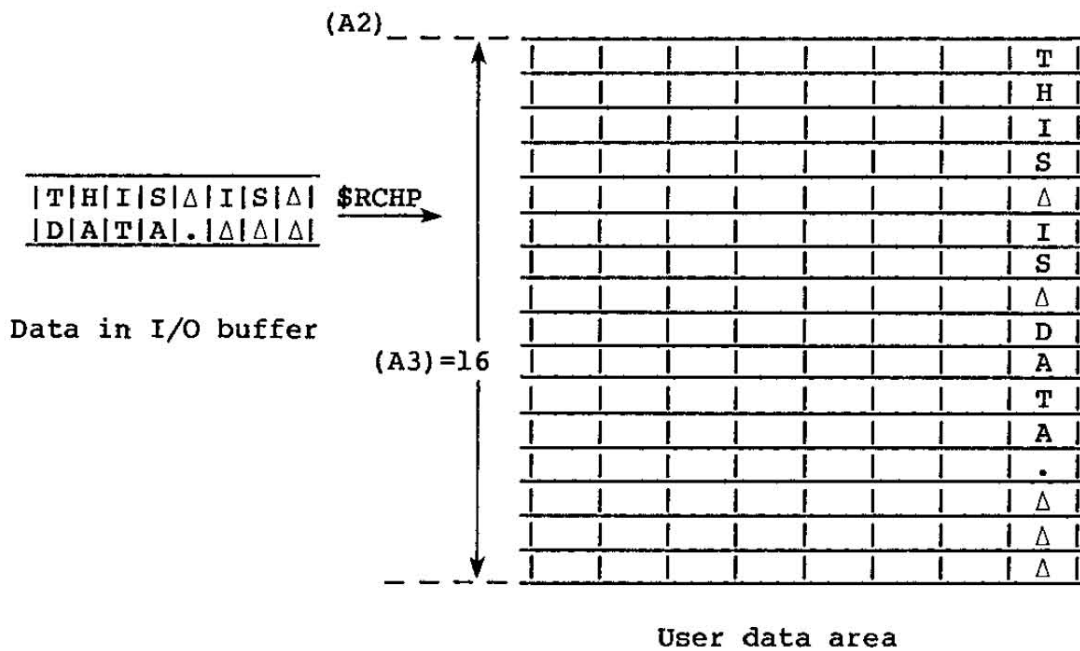 (A2)
T
H
I
S
|T|H|I|S|Δ|I|S|Δ| $RCHP
Δ
|D|A|T|A|.|Δ|Δ|Δ|
I
S
Δ
Data in I/O buffer
D
(A3)=16
A
T
A
.
Δ
Δ
Δ
User data area